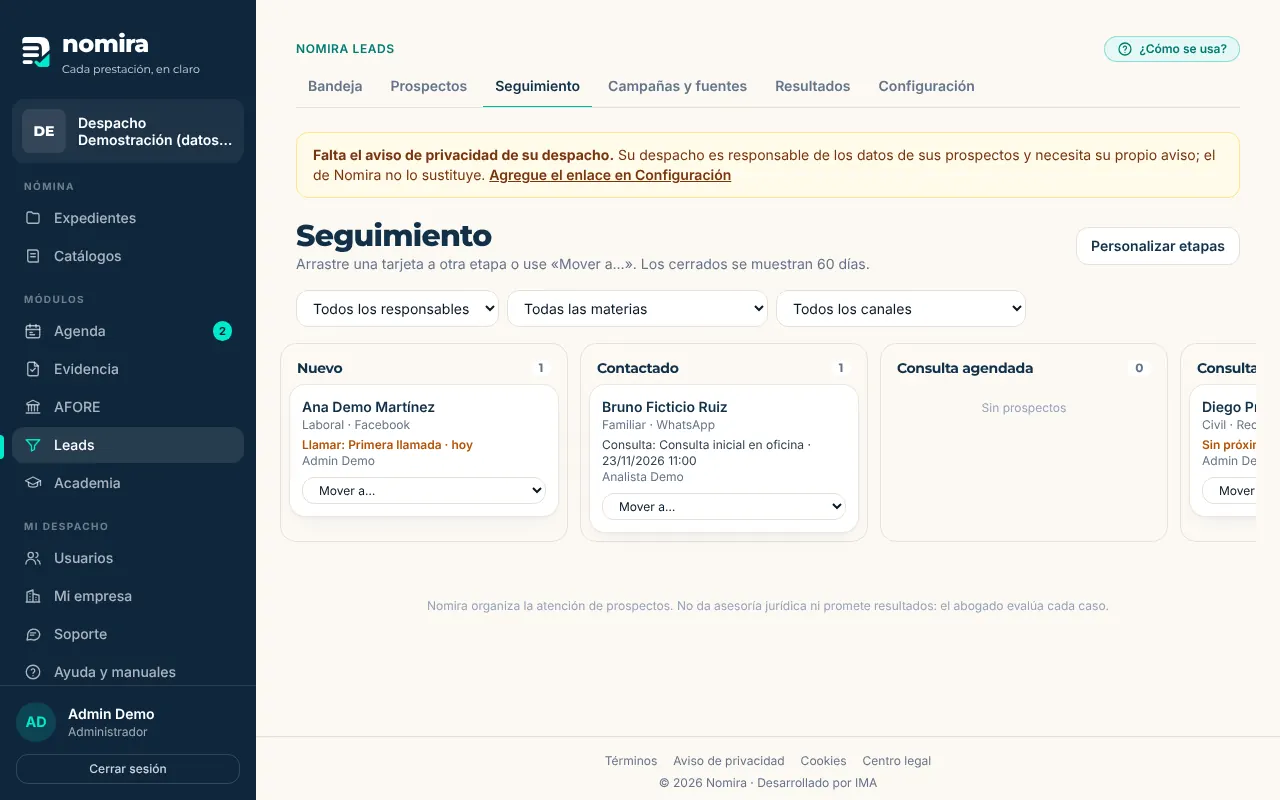 nomira
Cada prestación, en claro
DE
Despacho
Demostración (datos...
NÓMINA
Expedientes
Catálogos
MÓDULOS
Agenda
2
Evidencia
AFORE
Leads
Academia
MI DESPACHO
Usuarios
Mi empresa
Soporte
Ayuda y manuales
AD
Admin Demo
Administrador
Cerrar sesión
NOMIRA LEADS
¿Cómo se usa?
Bandeja
Prospectos
Seguimiento
Campañas y fuentes
Resultados
Configuración
Falta el aviso de privacidad de su despacho. Su despacho es responsable de los datos de sus prospectos y necesita su propio aviso; el
de Nomira no lo sustituye. Agregue el enlace en Configuración
Seguimiento
Arrastre una tarjeta a otra etapa o use «Mover a...». Los cerrados se muestran 60 días.
Personalizar etapas
Todos los responsables
Todas las materias
Todos los canales
Nuevo
1
Ana Demo Martínez
Laboral · Facebook
Llamar: Primera llamada · hoy
Admin Demo
Mover a...
Contactado
1
Bruno Ficticio Ruiz
Familiar · WhatsApp
Consulta: Consulta inicial en oficina ·
23/11/2026 11:00
Analista Demo
Mover a...
Consulta agendada
0
Sin prospectos
Consulta
Diego P
Civil · Rec
Sin próxi
Admin De
Mover
Nomira organiza la atención de prospectos. No da asesoría jurídica ni promete resultados: el abogado evalúa cada caso.
Términos
Aviso de privacidad
Cookies
Centro legal
© 2026 Nomira · Desarrollado por IMA